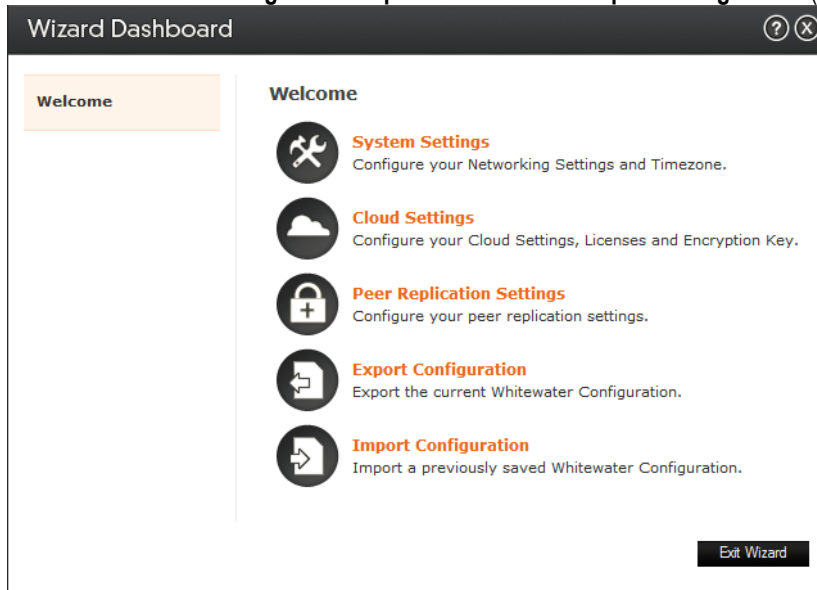 Wizard Dashboard
Welcome
Welcome
System Settings
Configure your Networking Settings and Timezone.
Cloud Settings
Configure your Cloud Settings, Licenses and Encryption Key.
Peer Replication Settings
Configure your peer replication settings.
Export Configuration
Export the current Whitewater Configuration.
Import Configuration
Import a previously saved Whitewater Configuration.
Exit Wizard